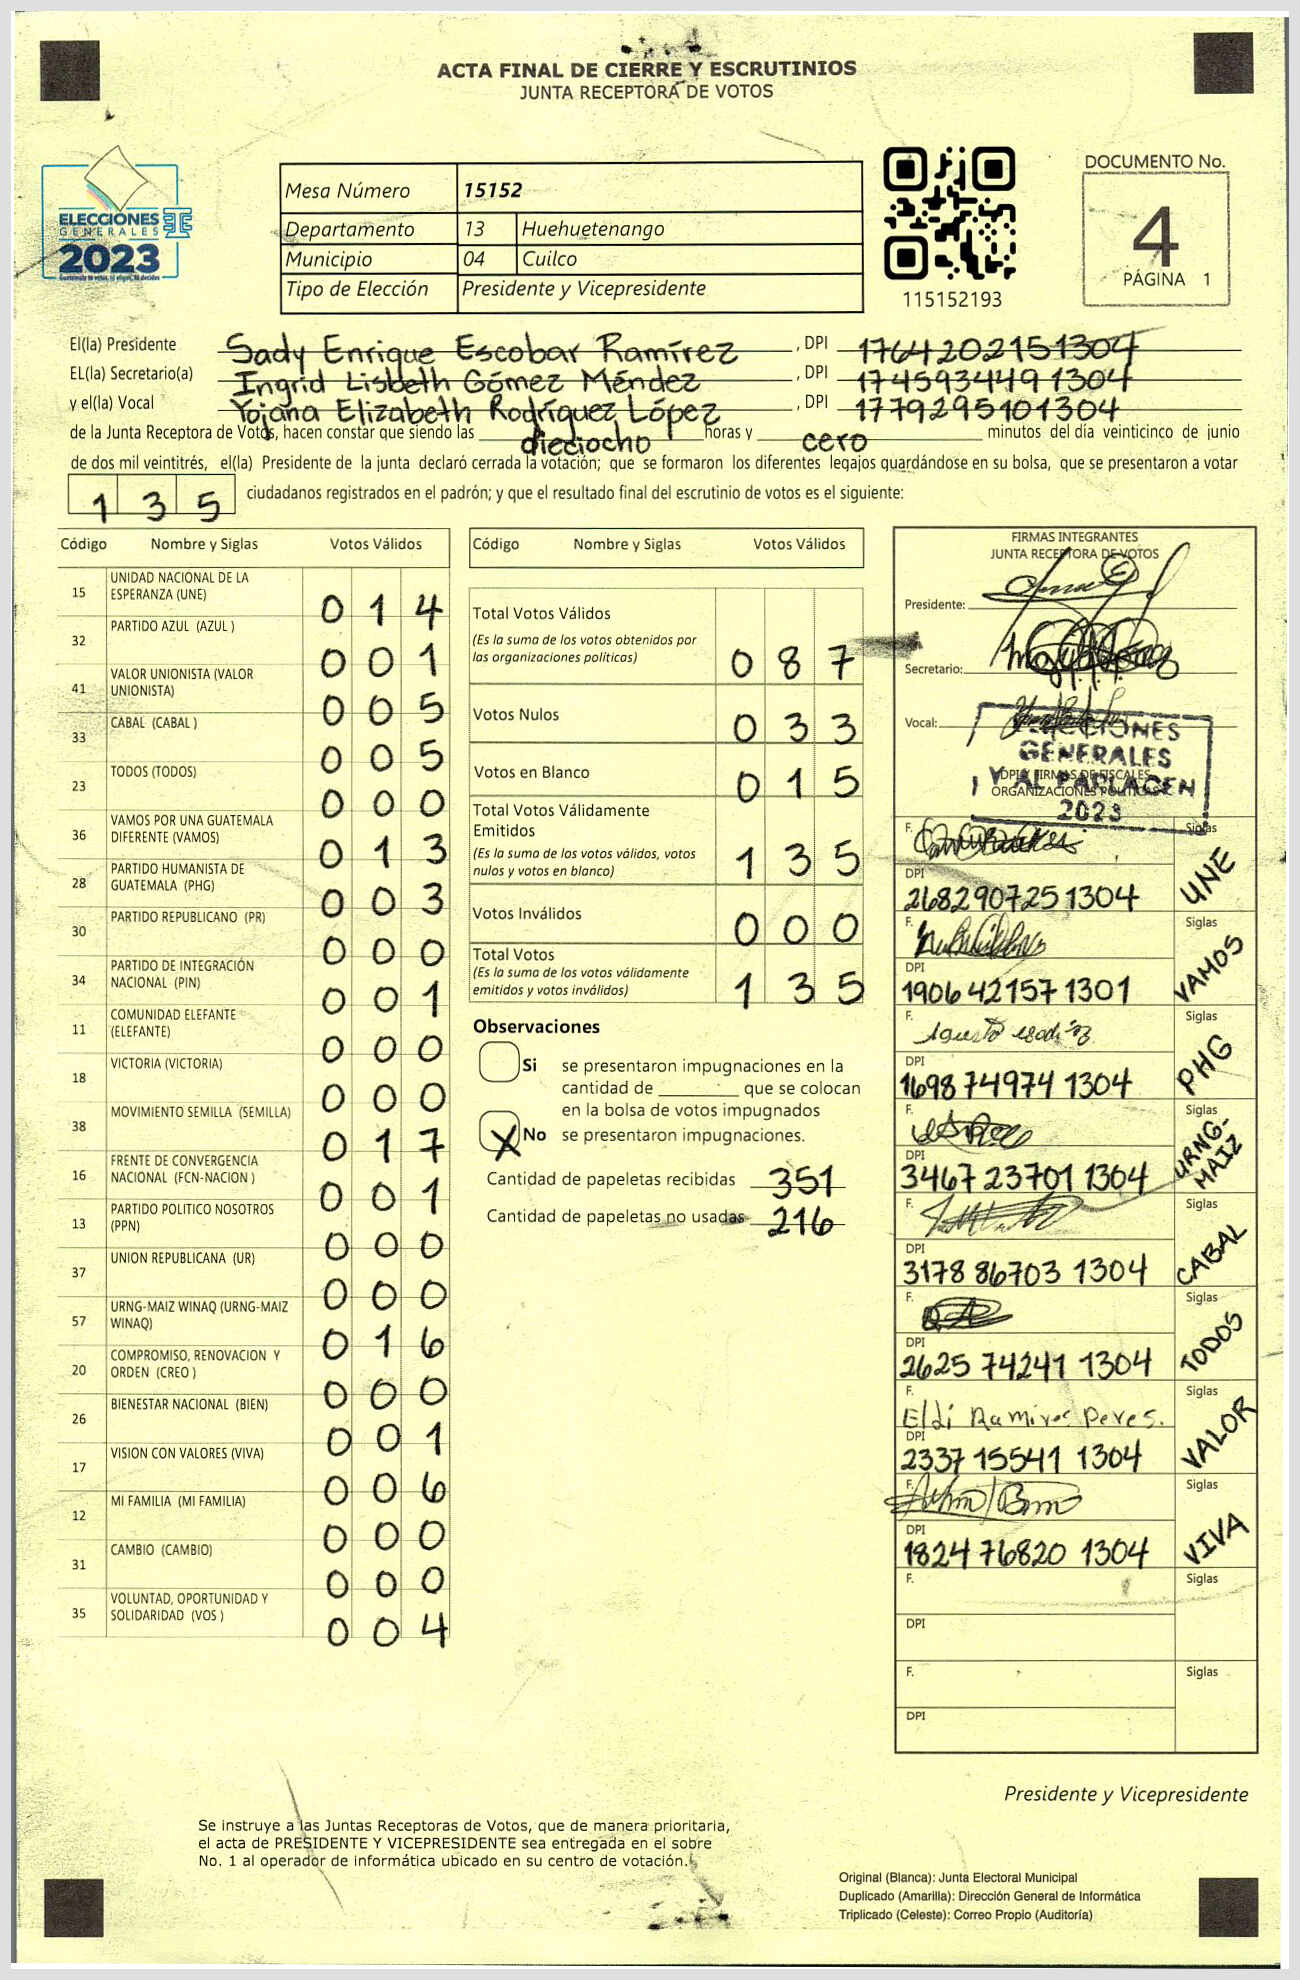 ACTA FINAL DE CIERRE Y ESCRUTINIOS
JUNTA RECEPTORA DE VOTOS
ELECCIONES
GENERALES
2023
Mesa Número 15152
Departamento 13 Huehuetenango
Municipio 04 Cuilco
Tipo de Elección Presidente y Vicepresidente
115152193
DOCUMENTO No.
4
PÁGINA 1
El(la) Presidente Sady Enrique Escobar Ramírez , DPI 1764202151304
EL(la) Secretario(a) Ingrid Lisbeth Gómez Méndez , DPI 1745934491304
y el(la) Vocal Yojana Elizabeth Rodríguez López , DPI 1779295101304
de la Junta Receptora de Votos, hacen constar que siendo las dieciocho horas y cero minutos del día veinticinco de junio
de dos mil veintitrés, el(la) Presidente de la junta declaró cerrada la votación; que se formaron los diferentes legajos guardándose en su bolsa, que se presentaron a votar
135 ciudadanos registrados en el padrón; y que el resultado final del escrutinio de votos es el siguiente:
Código Nombre y Siglas Votos Válidos
15 UNIDAD NACIONAL DE LA ESPERANZA (UNE) 014
32 PARTIDO AZUL (AZUL ) 001
41 VALOR UNIONISTA (VALOR UNIONISTA) 005
33 CABAL (CABAL ) 005
23 TODOS (TODOS) 000
36 VAMOS POR UNA GUATEMALA DIFERENTE (VAMOS) 013
28 PARTIDO HUMANISTA DE GUATEMALA (PHG) 003
30 PARTIDO REPUBLICANO (PR) 000
34 PARTIDO DE INTEGRACIÓN NACIONAL (PIN) 001
11 COMUNIDAD ELEFANTE (ELEFANTE) 000
18 VICTORIA (VICTORIA) 000
38 MOVIMIENTO SEMILLA (SEMILLA) 017
16 FRENTE DE CONVERGENCIA NACIONAL (FCN-NACION ) 001
13 PARTIDO POLITICO NOSOTROS (PPN) 000
37 UNION REPUBLICANA (UR) 000
57 URNG-MAIZ WINAQ (URNG-MAIZ WINAQ) 016
20 COMPROMISO, RENOVACION Y ORDEN (CREO ) 000
26 BIENESTAR NACIONAL (BIEN) 001
17 VISION CON VALORES (VIVA) 006
12 MI FAMILIA (MI FAMILIA) 000
31 CAMBIO (CAMBIO) 000
35 VOLUNTAD, OPORTUNIDAD Y SOLIDARIDAD (VOS ) 004
Código Nombre y Siglas Votos Válidos
Total Votos Válidos
(Es la suma de los votos obtenidos por
las organizaciones políticas) 087
Votos Nulos 033
Votos en Blanco 015
Total Votos Válidamente
Emitidos
(Es la suma de los votos válidos, votos
nulos y votos en blanco) 135
Votos Inválidos 000
Total Votos
(Es la suma de los votos válidamente
emitidos y votos inválidos) 135
Observaciones
Si se presentaron impugnaciones en la
cantidad de ________ que se colocan
en la bolsa de votos impugnados
X No se presentaron impugnaciones.
Cantidad de papeletas recibidas 351
Cantidad de papeletas no usadas 216
FIRMAS INTEGRANTES
JUNTA RECEPTORA DE VOTOS
Presidente:
Secretario:
Vocal:
ELECCIONES
GENERALES
Y AL PARLACEN
2023
DPI Y FIRMAS DE FISCALES
ORGANIZACIONES POLITICAS
F. Siglas
DPI 2682907251304 UNE
F. Siglas
DPI 1906421571301 VAMOS
F. Agusto Siglas
DPI 1698749741304 PHG
F. Siglas
DPI 3467237011304 URNG-MAIZ
F. Siglas
DPI 3178867031304 CABAL
F. Siglas
DPI 2625742411304 TODOS
F. Eldi Ramires Peres. Siglas
DPI 2337155411304 VALOR
F. Siglas
DPI 1824768201304 VIVA
F. Siglas
DPI
F. Siglas
DPI
Presidente y Vicepresidente
Se instruye a las Juntas Receptoras de Votos, que de manera prioritaria,
el acta de PRESIDENTE Y VICEPRESIDENTE sea entregada en el sobre
No. 1 al operador de informática ubicado en su centro de votación.
Original (Blanca): Junta Electoral Municipal
Duplicado (Amarilla): Dirección General de Informática
Triplicado (Celeste): Correo Propio (Auditoría)